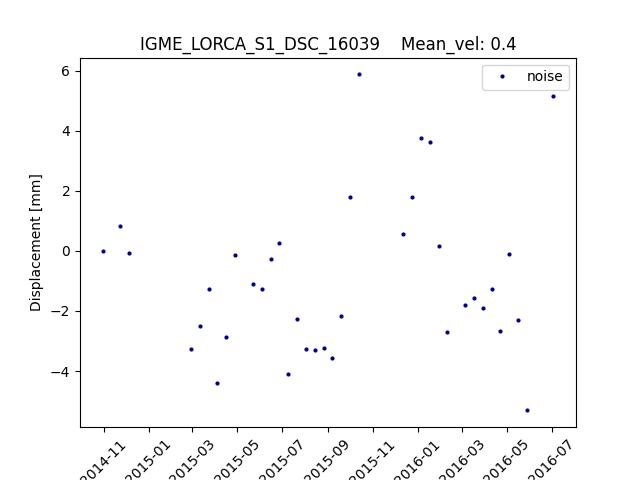 IGME_LORCA_S1_DSC_16039 Mean_vel: 0.4
noise
Displacement [mm]
6
4
2
0
−2
−4
2014-11 2015-01 2015-03 2015-05 2015-07 2015-09 2015-11 2016-01 2016-03 2016-05 2016-07